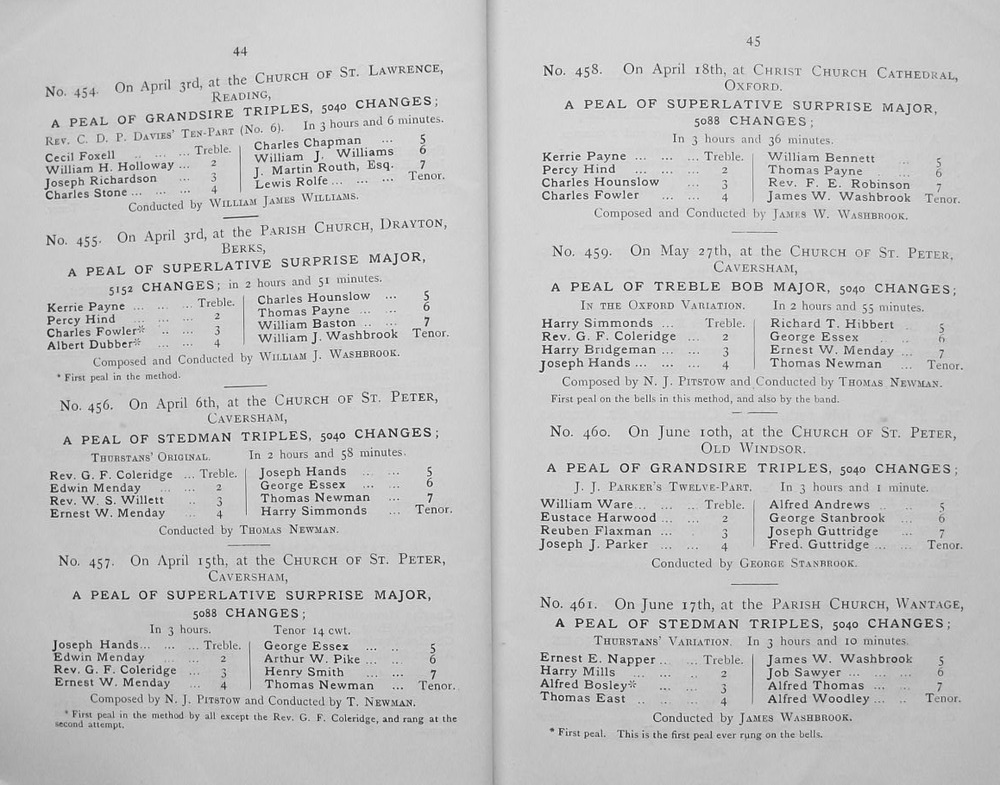 44
No. 454. On April 3rd, at the CHURCH OF ST. LAWRENCE,
READING,
A PEAL OF GRANDSIRE TRIPLES, 5040 CHANGES;
REV. C. D. P. DAVIES' TEN-PART (No. 6). In 3 hours and 6 minutes.
Cecil Foxell .. ... ... Treble. Charles Chapman ... 5
William H. Holloway ... 2 William J. Williams 6
Joseph Richardson ... 3 J. Martin Routh, Esq. 7
Charles Stone ... ... ... 4 Lewis Rolfe ... ... ... Tenor.
Conducted by WILLIAM JAMES WILLIAMS.
No. 455. On April 3rd, at the PARISH CHURCH, DRAYTON,
BERKS,
A PEAL OF SUPERLATIVE SURPRISE MAJOR,
5152 CHANGES; in 2 hours and 51 minutes.
Kerrie Payne ... ... ... Treble. Charles Hounslow ... 5
Percy Hind ... ... 2 Thomas Payne ... ... 6
Charles Fowler* ... ... 3 William Baston .. ... 7
Albert Dubber* ... ... 4 William J. Washbrook Tenor.
Composed and Conducted by WILLIAM J. WASHBROOK.
* First peal in the method.
No. 456. On April 6th, at the CHURCH OF ST. PETER,
CAVERSHAM,
A PEAL OF STEDMAN TRIPLES, 5040 CHANGES;
THURSTANS' ORIGINAL. In 2 hours and 58 minutes.
Rev. G. F. Coleridge ... Treble. Joseph Hands ... ... 5
Edwin Menday ... ... 2 George Essex ... ... 6
Rev. W. S. Willett .. 3 Thomas Newman ... 7
Ernest W. Menday ... 4 Harry Simmonds ... Tenor.
Conducted by THOMAS NEWMAN.
No. 457. On April 15th, at the CHURCH OF ST. PETER,
CAVERSHAM,
A PEAL OF SUPERLATIVE SURPRISE MAJOR,
5088 CHANGES;
In 3 hours. Tenor 14 cwt.
Joseph Hands... ... ... Treble. George Essex ... .. 5
Edwin Menday ... ... 2 Arthur W. Pike ... ... 6
Rev. G. F. Coleridge ... 3 Henry Smith ... ... 7
Ernest W. Menday ... 4 Thomas Newman ... Tenor.
Composed by N. J. PITSTOW and Conducted by T. NEWMAN.
* First peal in the method by all except the Rev. G. F. Coleridge, and rang at the
second attempt.
45
No. 458. On April 18th, at CHRIST CHURCH CATHEDRAL,
OXFORD.
A PEAL OF SUPERLATIVE SURPRISE MAJOR,
5088 CHANGES;
In 3 hours and 36 minutes.
Kerrie Payne ... ... ... Treble. William Bennett .. 5
Percy Hind ... ... 2 Thomas Payne . ... 6
Charles Hounslow ... 3 Rev. F. E. Robinson 7
Charles Fowler ... ... 4 James W. Washbrook Tenor.
Composed and Conducted by JAMES W. WASHBROOK.
No. 459. On May 27th, at the CHURCH OF ST. PETER,
CAVERSHAM,
A PEAL OF TREBLE BOB MAJOR, 5040 CHANGES;
IN THE OXFORD VARIATION. In 2 hours and 55 minutes.
Harry Simmonds ... Treble. Richard T. Hibbert . 5
Rev. G. F. Coleridge ... 2 George Essex .. .. 6
Harry Bridgeman ... ... 3 Ernest W. Menday ... 7
Joseph Hands ... ... ... 4 Thomas Newman ... Tenor.
Composed by N. J. PITSTOW and Conducted by THOMAS NEWMAN.
First peal on the bells in this method, and also by the band.
No. 460. On June 10th, at the CHURCH OF ST. PETER,
OLD WINDSOR.
A PEAL OF GRANDSIRE TRIPLES, 5040 CHANGES;
J. J. PARKER'S TWELVE-PART. In 3 hours and 1 minute.
William Ware... ... .. Treble. Alfred Andrews .. .. 5
Eustace Harwood ... ... 2 George Stanbrook ... 6
Reuben Flaxman ... .. 3 Joseph Guttridge ... 7
Joseph J. Parker ... ... 4 Fred. Guttridge ... ... Tenor.
Conducted by GEORGE STANBROOK.
No. 461. On June 17th, at the PARISH CHURCH, WANTAGE,
A PEAL OF STEDMAN TRIPLES, 5040 CHANGES;
THURSTANS' VARIATION. In 3 hours and 10 minutes.
Ernest E. Napper .. ... Treble. James W. Washbrook 5
Harry Mills ... .. .. 2 Job Sawyer ... ... ... 6
Alfred Bosley* ... ... 3 Alfred Thomas ... ... 7
Thomas East .. .. .. 4 Alfred Woodley ... .. Tenor.
Conducted by JAMES WASHBROOK.
* First peal. This is the first peal ever rung on the bells.